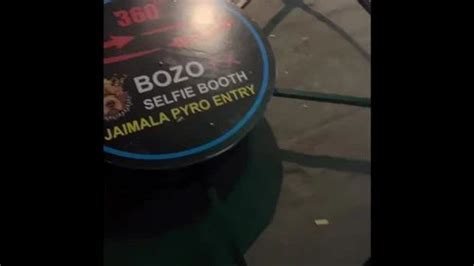 360°
BOZO
SELFIE BOOTH
JAIMALA PYRO ENTRY